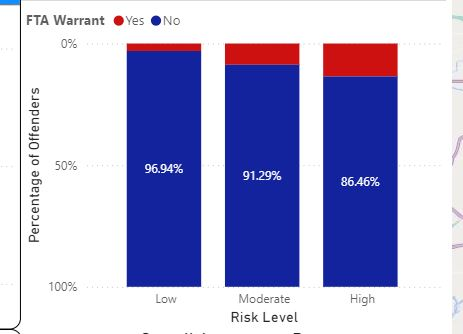 FTA Warrant Yes No
0%
50%
100%
Percentage of Offenders
96.94%
91.29%
86.46%
Low Moderate High
Risk Level